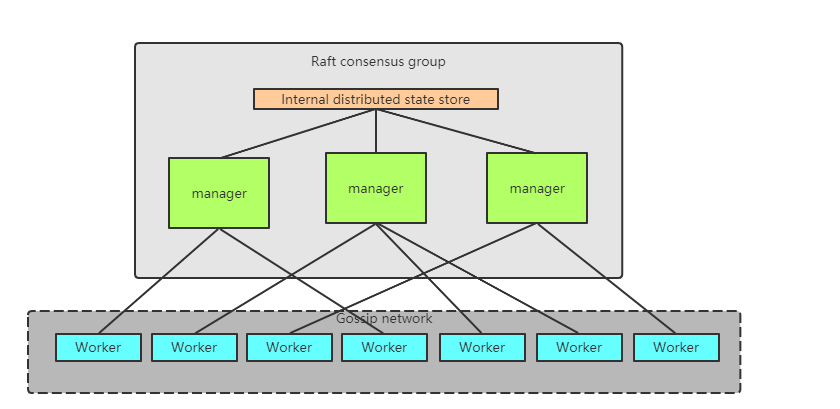 Raft consensus group
Internal distributed state store
manager
manager
manager
Gossip network
Worker
Worker
Worker
Worker
Worker
Worker
Worker